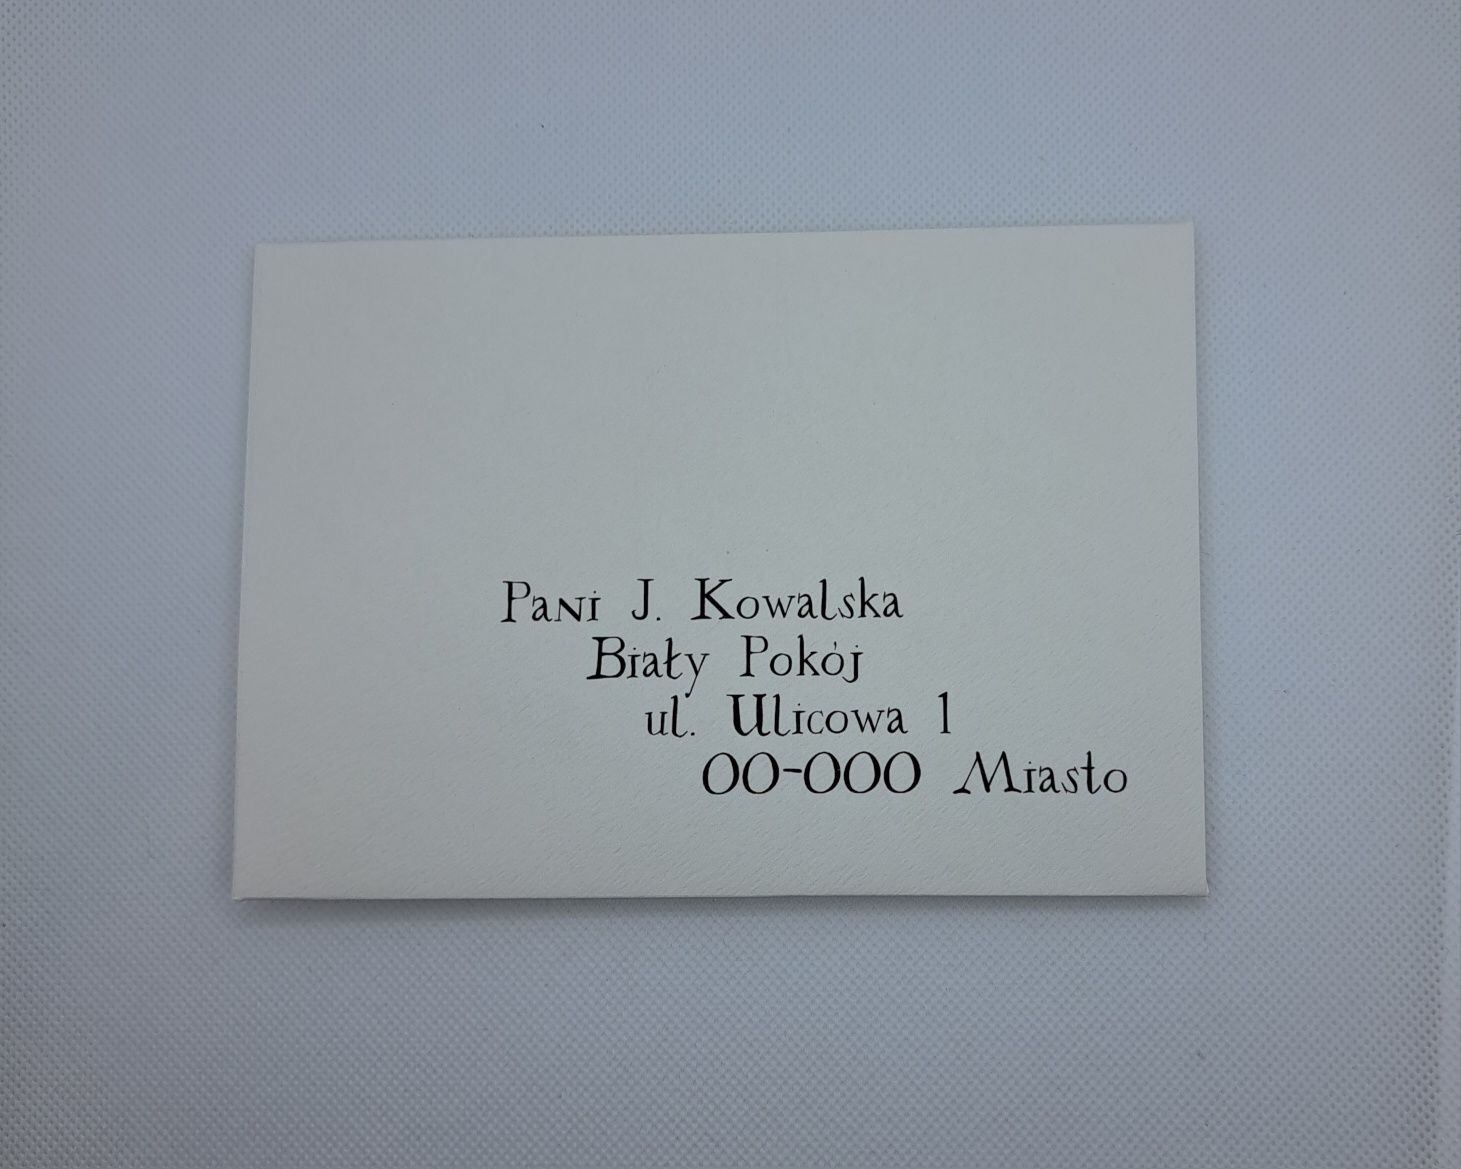 Pani J. Kowalska
Biały Pokój
ul. Ulicowa 1
00-000 Miasto